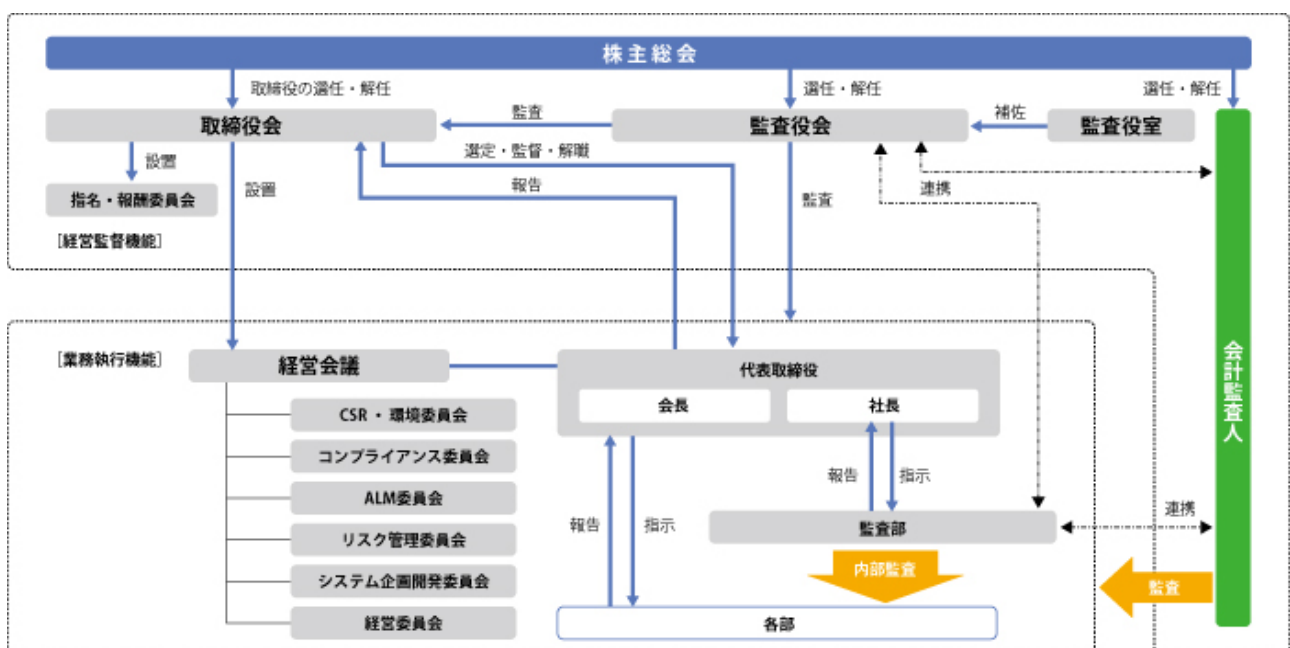 株主総会
取締役の選任・解任
選任・解任
選任・解任
取締役会
監査
監査役会
補佐
監査役室
設置
選定・監督・解職
指名・報酬委員会
設置
報告
監査
連携
[経営監督機能]
[業務執行機能]
経営会議
代表取締役
会長
社長
会計監査人
CSR・環境委員会
コンプライアンス委員会
ALM委員会
リスク管理委員会
システム企画開発委員会
経営委員会
報告
指示
報告
指示
監査部
連携
内部監査
監査
各部